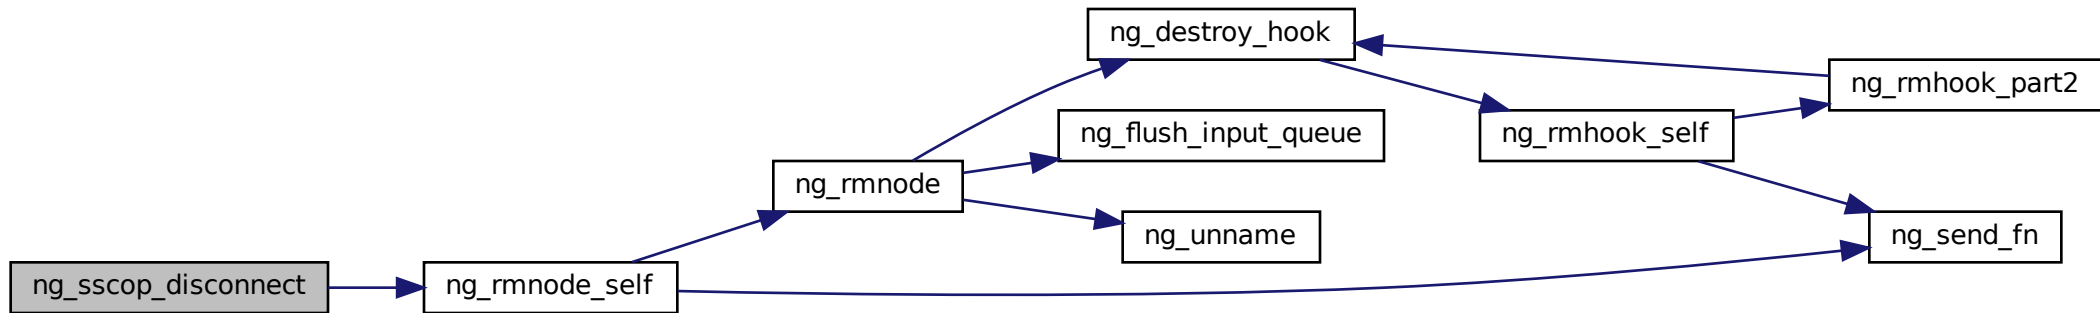 ng_destroy_hook
ng_rmhook_part2
ng_flush_input_queue
ng_rmhook_self
ng_rmnode
ng_unname
ng_send_fn
ng_sscop_disconnect
ng_rmnode_self